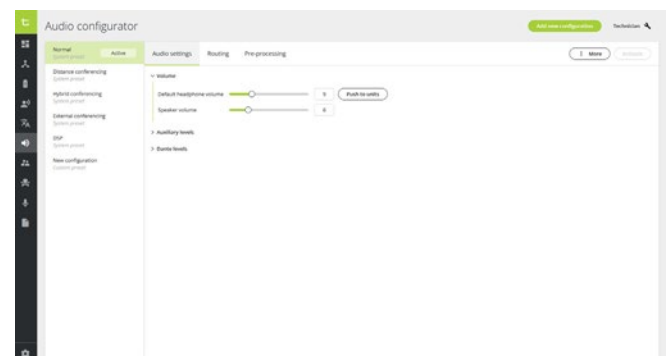 Audio configurator
Add new configuration
Technician
Normal
System preset
Active
Distance conferencing
System preset
Hybrid conferencing
System preset
External conferencing
System preset
DSP
System preset
New configuration
Custom preset
Audio settings
Routing
Pre-processing
More
Activate
Volume
Default headphone volume
Push to units
Speaker volume
Auxiliary levels
Dante levels